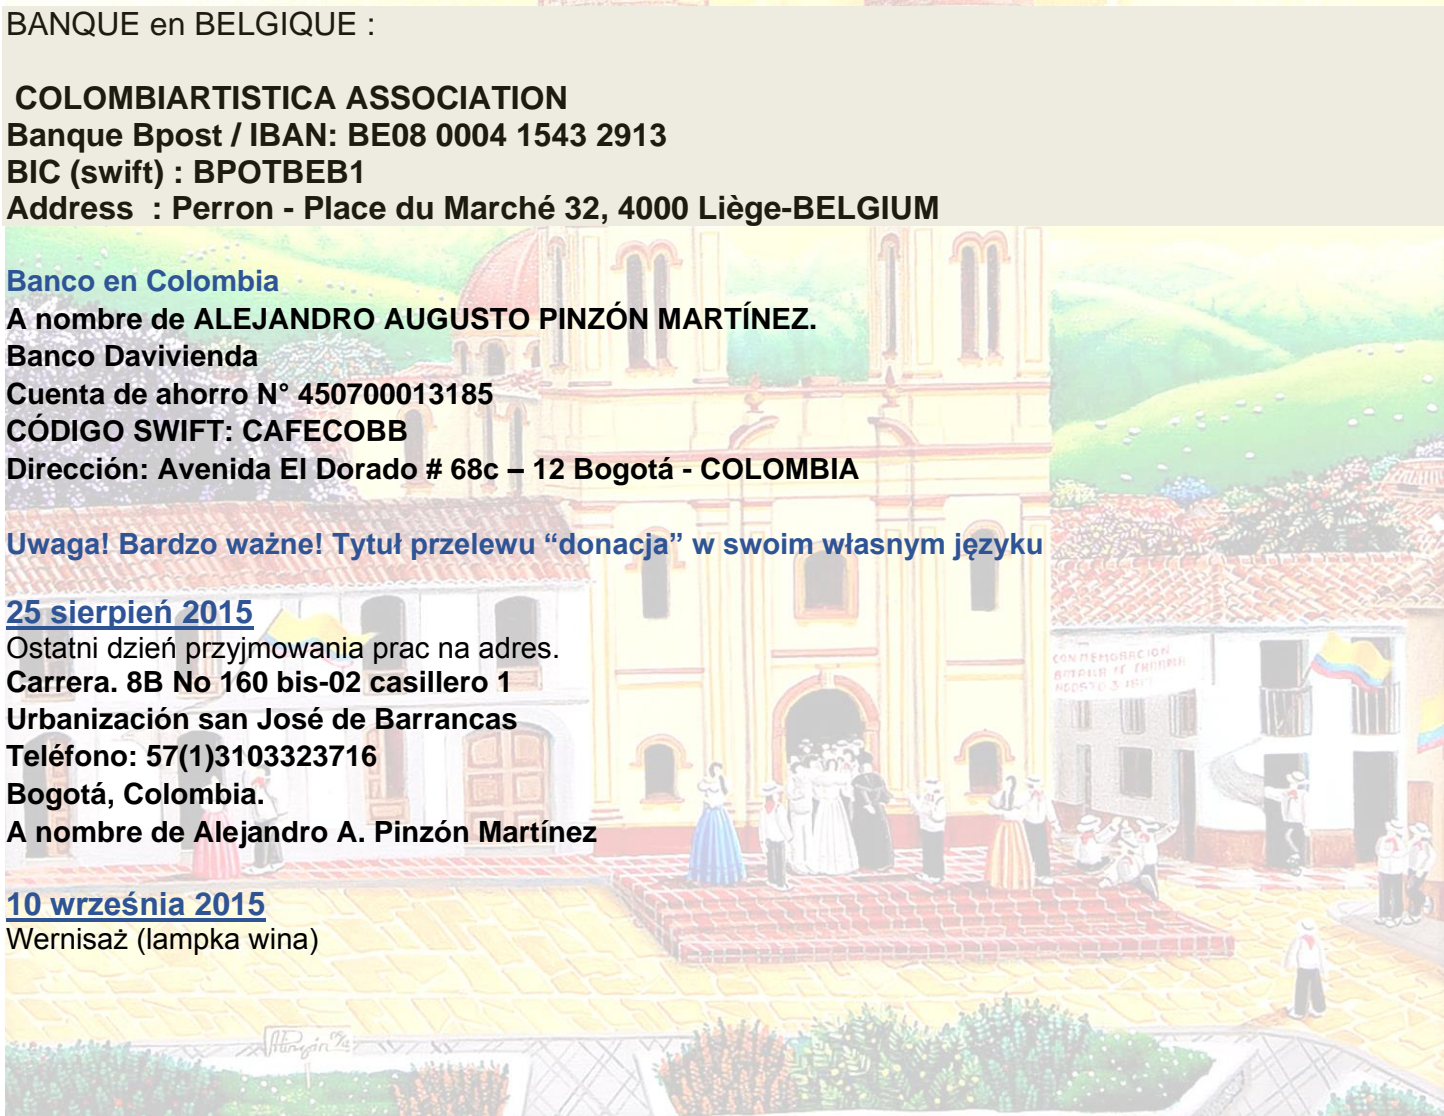 BANQUE en BELGIQUE :
COLOMBIARTISTICA ASSOCIATION
Banque Bpost / IBAN: BE08 0004 1543 2913
BIC (swift) : BPOTBEB1
Address : Perron - Place du Marché 32, 4000 Liège-BELGIUM
Banco en Colombia
A nombre de ALEJANDRO AUGUSTO PINZÓN MARTÍNEZ.
Banco Davivienda
Cuenta de ahorro N° 450700013185
CÓDIGO SWIFT: CAFECOBB
Dirección: Avenida El Dorado # 68c – 12 Bogotá - COLOMBIA
Uwaga! Bardzo ważne! Tytuł przelewu “donacja” w swoim własnym języku
25 sierpień 2015
Ostatni dzień przyjmowania prac na adres.
CONMEMORACION
Carrera. 8B No 160 bis-02 casillero 1
Urbanización san José de Barrancas
Teléfono: 57(1)3103323716
Bogotá, Colombia.
A nombre de Alejandro A. Pinzón Martínez
10 września 2015
Wernisaż (lampka wina)